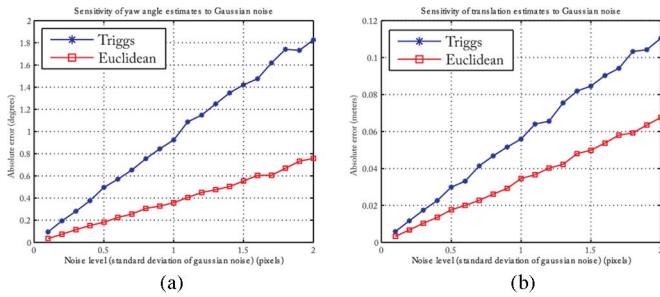 Sensitivity of yaw angle estimates to Gaussian noise
Absolute error (degrees)
2
1.8
1.6
1.4
1.2
1
0.8
0.6
0.4
0.2
0
Triggs
Euclidean
0 0.5 1 1.5 2
Noise level (standard deviation of gaussian noise) (pixels)
(a)
Sensitivity of translation estimates to Gaussian noise
Absolute error (meters)
0.12
0.1
0.08
0.06
0.04
0.02
0
Triggs
Euclidean
0 0.5 1 1.5 2
Noise level (standard deviation of gaussian noise) (pixels)
(b)